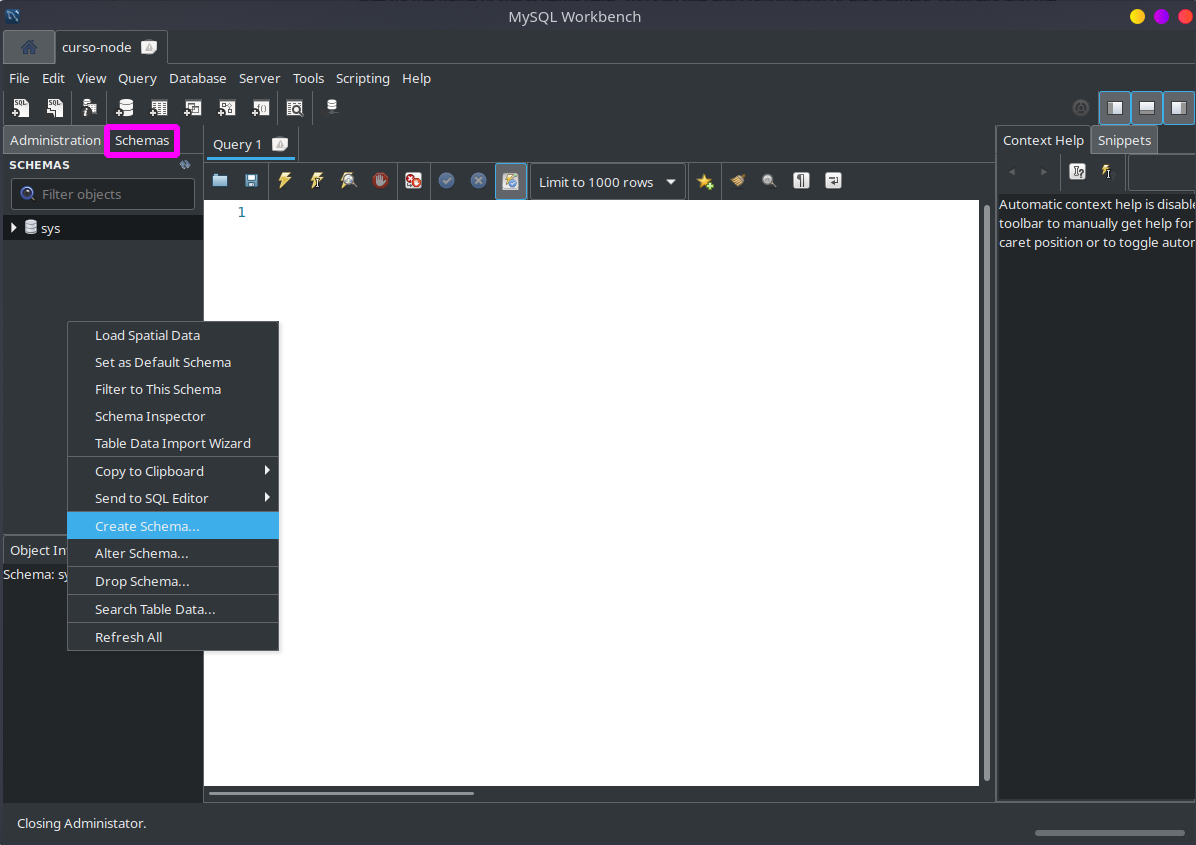 MySQL Workbench
curso-node
File Edit View Query Database Server Tools Scripting Help
Administration Schemas
SCHEMAS
Filter objects
sys
Query 1
Limit to 1000 rows
1
Load Spatial Data
Set as Default Schema
Filter to This Schema
Schema Inspector
Table Data Import Wizard
Copy to Clipboard
Send to SQL Editor
Create Schema...
Alter Schema...
Drop Schema...
Search Table Data...
Refresh All
Object In
Schema: sy
Context Help Snippets
Automatic context help is disable
toolbar to manually get help for
caret position or to toggle autor
Closing Administator.